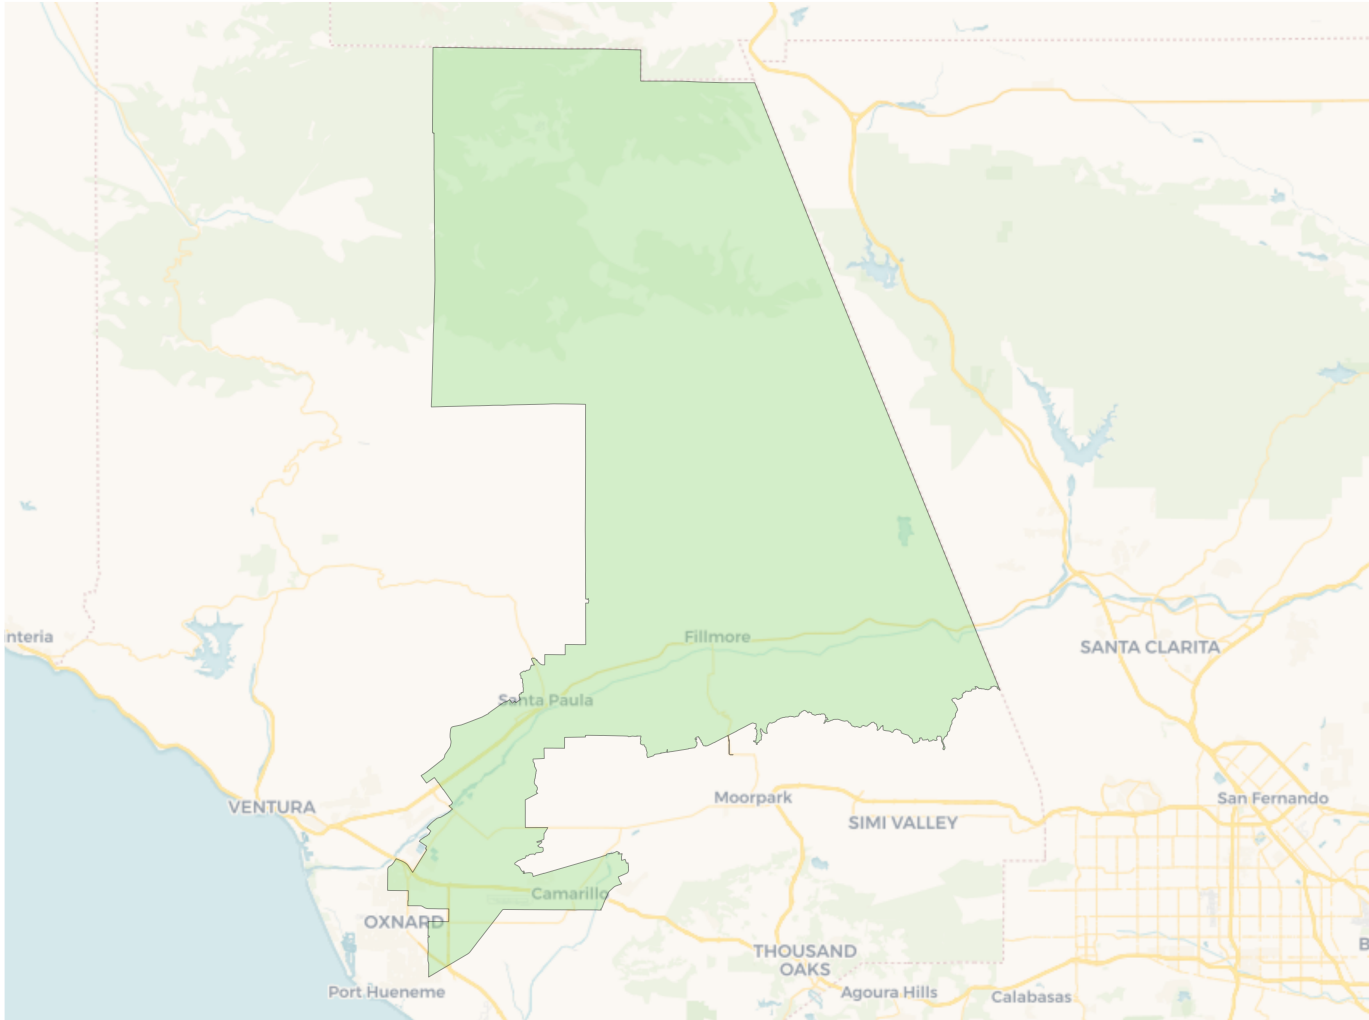 Fillmore
nteria
SANTA CLARITA
Santa Paula
VENTURA
Moorpark
San Fernando
SIMI VALLEY
Camarillo
OXNARD
THOUSAND
OAKS
B
Port Hueneme
Agoura Hills
Calabasas